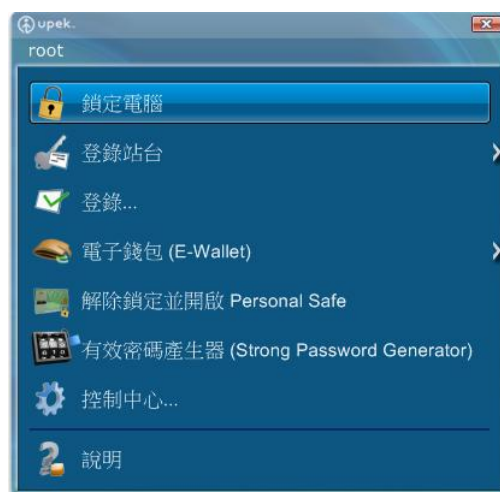 upek.
root
鎖定電腦
登錄站台
登錄...
電子錢包 (E-Wallet)
解除鎖定並開啟 Personal Safe
有效密碼產生器 (Strong Password Generator)
控制中心...
說明